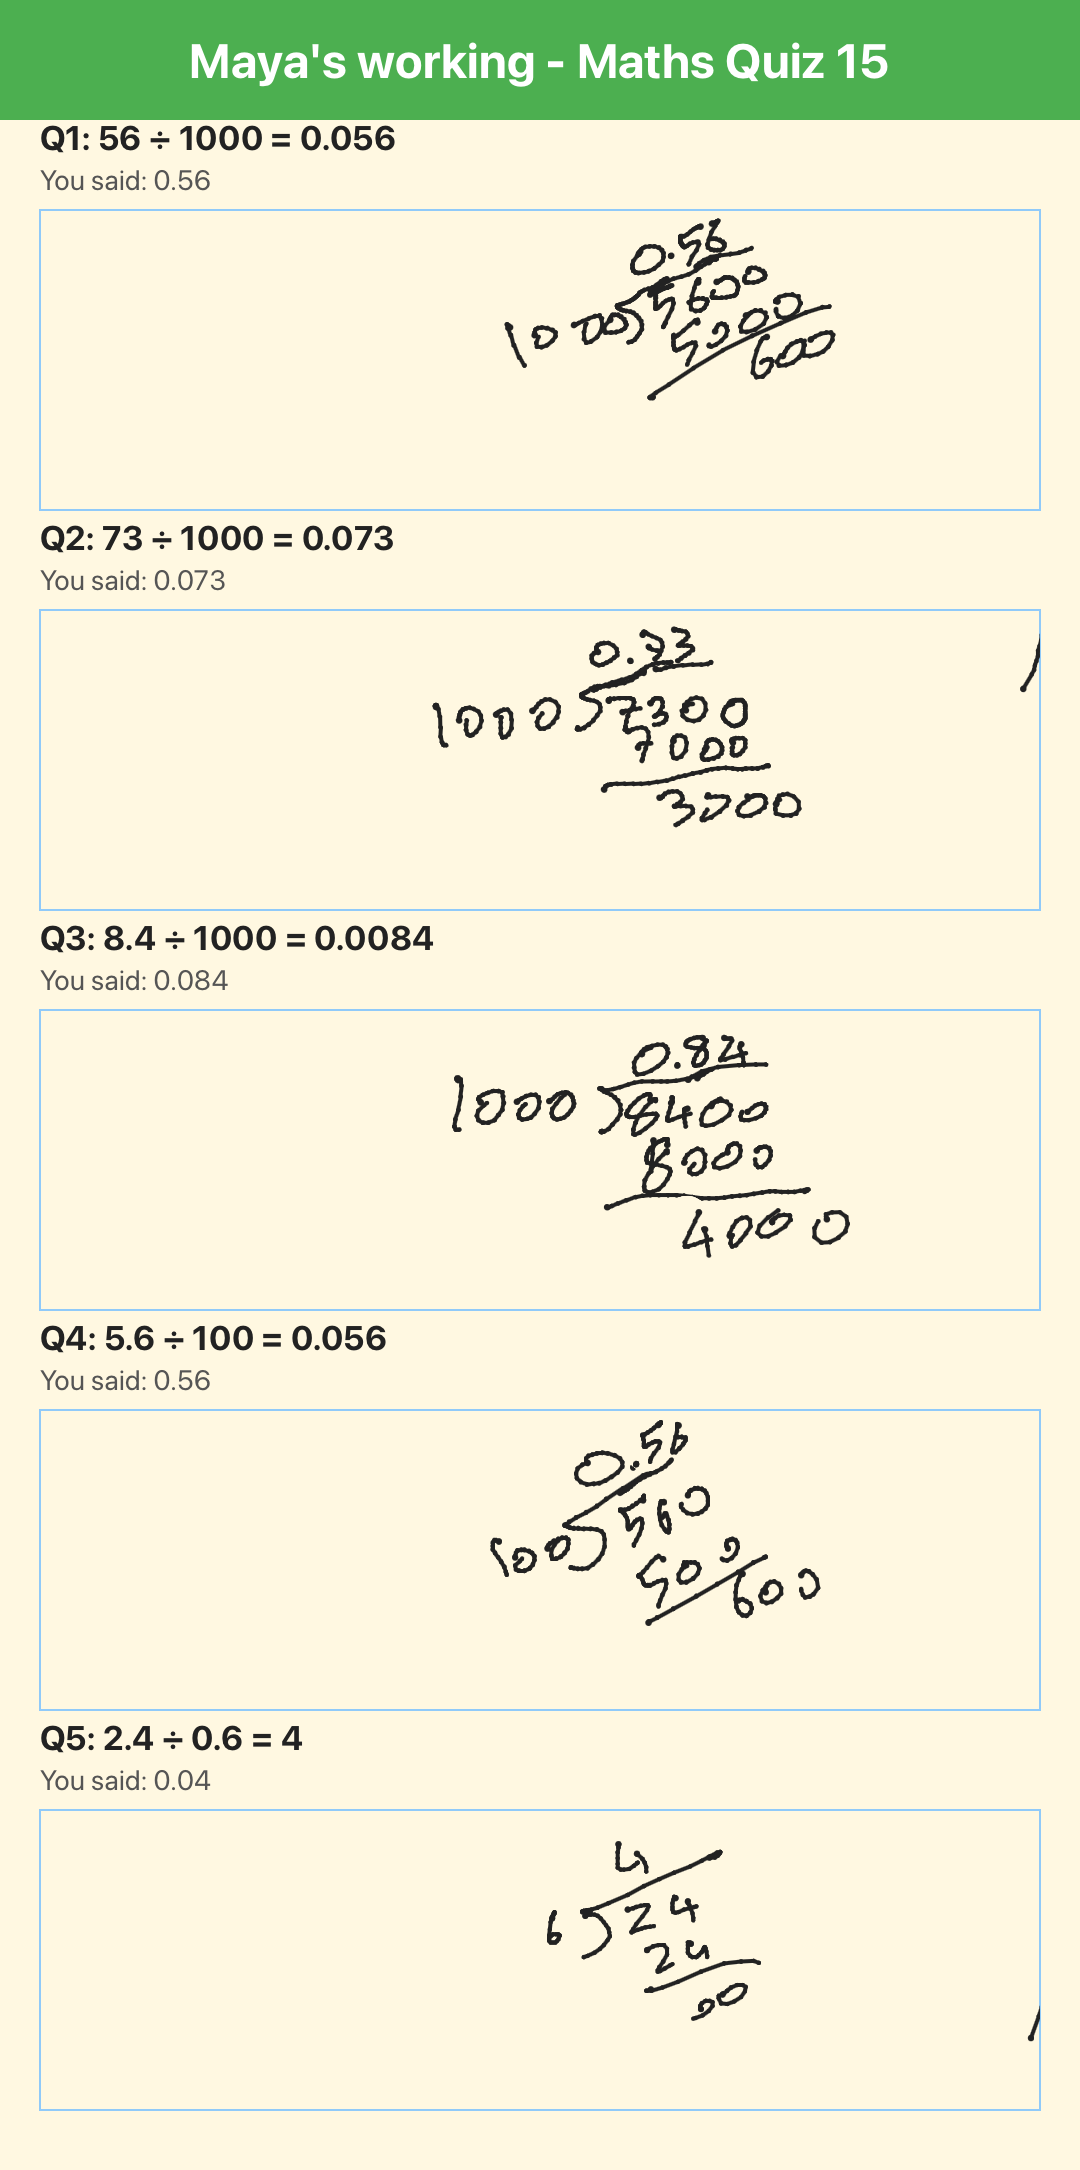 Maya's working - Maths Quiz 15
Q1: 56 ÷ 1000 = 0.056
You said: 0.56
0.56
1000)5600
5000
600
Q2: 73 ÷ 1000 = 0.073
You said: 0.073
0.73
1000)7300
7000
3000
Q3: 8.4 ÷ 1000 = 0.0084
You said: 0.084
0.84
1000)8400
8000
4000
Q4: 5.6 ÷ 100 = 0.056
You said: 0.56
0.56
100)560
500
600
Q5: 2.4 ÷ 0.6 = 4
You said: 0.04
4
6)24
24
00